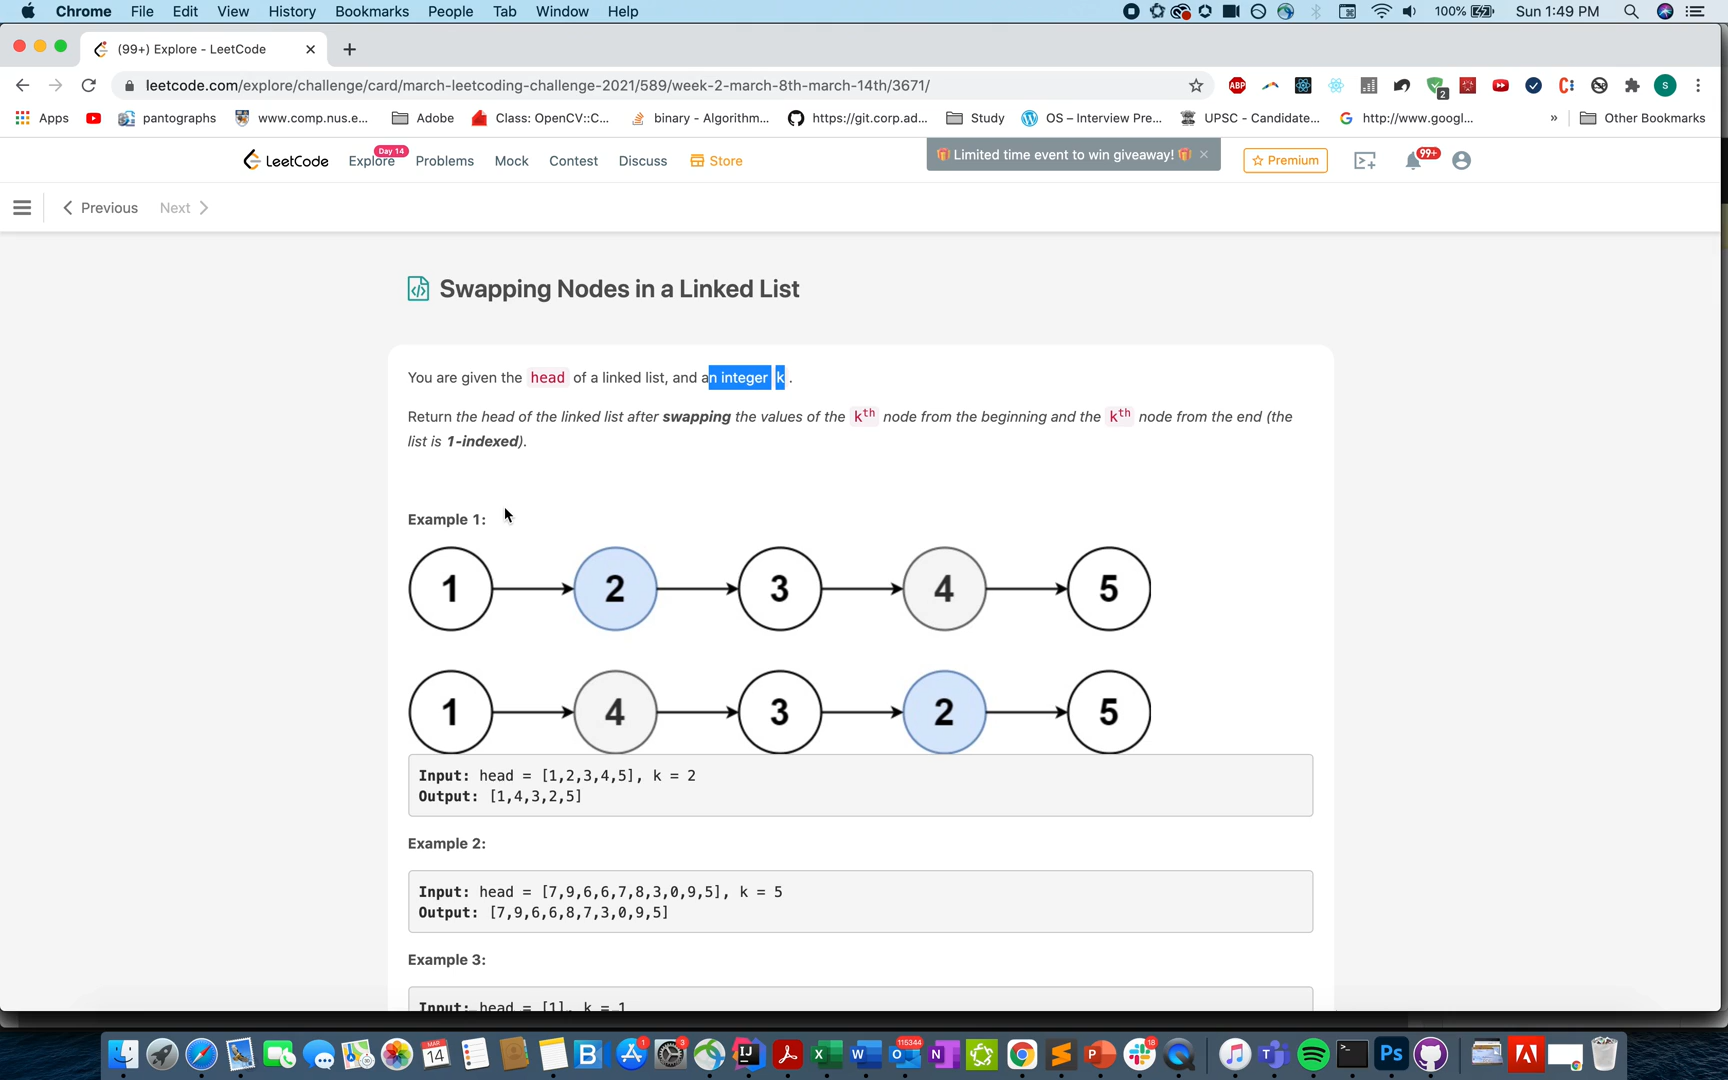 Chrome File Edit View History Bookmarks People Tab Window Help 100% Sun 1:49 PM
(99+) Explore - LeetCode
leetcode.com/explore/challenge/card/march-leetcoding-challenge-2021/589/week-2-march-8th-march-14th/3671/
Apps pantographs www.comp.nus.e... Adobe Class: OpenCV::C... binary - Algorithm... https://git.corp.ad... Study OS – Interview Pre... UPSC - Candidate... http://www.googl... » Other Bookmarks
LeetCode Explore Day 14 Problems Mock Contest Discuss Store Limited time event to win giveaway! Premium 99+
Previous Next
Swapping Nodes in a Linked List
You are given the head of a linked list, and an integer k .
Return the head of the linked list after swapping the values of the kth node from the beginning and the kth node from the end (the
list is 1-indexed).
Example 1:
1 2 3 4 5
1 4 3 2 5
Input: head = [1,2,3,4,5], k = 2
Output: [1,4,3,2,5]
Example 2:
Input: head = [7,9,6,6,7,8,3,0,9,5], k = 5
Output: [7,9,6,6,8,7,3,0,9,5]
Example 3:
Input: head = [1], k = 1
MAR 14 115344 18